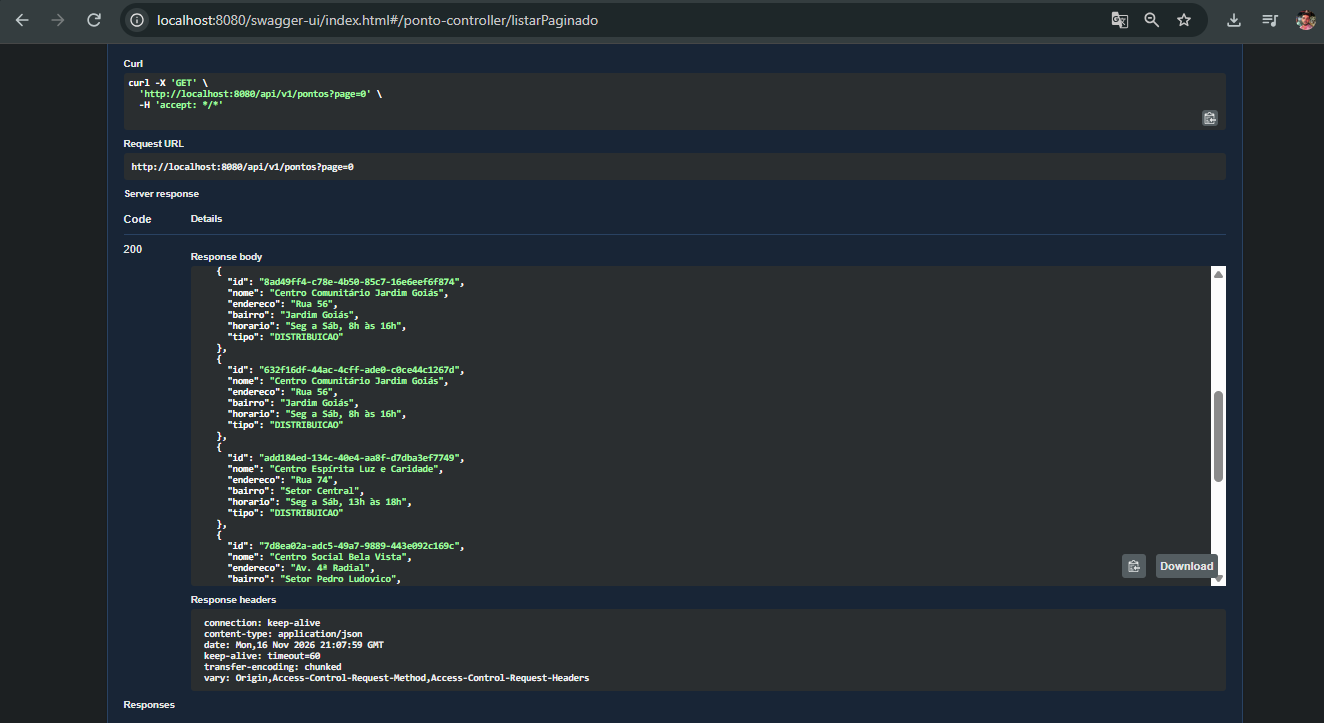 localhost:8080/swagger-ui/index.html#/ponto-controller/listarPaginado
Curl
curl -X 'GET' \
  'http://localhost:8080/api/v1/pontos?page=0' \
  -H 'accept: */*'
Request URL
http://localhost:8080/api/v1/pontos?page=0
Server response
Code Details
200
Response body
{
"id": "8ad49ff4-c78e-4b50-85c7-16e6eef6f874",
"nome": "Centro Comunitário Jardim Goiás",
"endereco": "Rua 56",
"bairro": "Jardim Goiás",
"horario": "Seg a Sáb, 8h às 16h",
"tipo": "DISTRIBUICAO"
},
{
"id": "632f16df-44ac-4cff-ade0-c0ce44c1267d",
"nome": "Centro Comunitário Jardim Goiás",
"endereco": "Rua 56",
"bairro": "Jardim Goiás",
"horario": "Seg a Sáb, 8h às 16h",
"tipo": "DISTRIBUICAO"
},
{
"id": "add184ed-134c-40e4-aa8f-d7dba3ef7749",
"nome": "Centro Espírita Luz e Caridade",
"endereco": "Rua 74",
"bairro": "Setor Central",
"horario": "Seg a Sáb, 13h às 18h",
"tipo": "DISTRIBUICAO"
},
{
"id": "7d8ea02a-adc5-49a7-9889-443e092c169c",
"nome": "Centro Social Bela Vista",
"endereco": "Av. 4ª Radial",
"bairro": "Setor Pedro Ludovico",
Download
Response headers
connection: keep-alive
content-type: application/json
date: Mon,16 Nov 2026 21:07:59 GMT
keep-alive: timeout=60
transfer-encoding: chunked
vary: Origin,Access-Control-Request-Method,Access-Control-Request-Headers
Responses